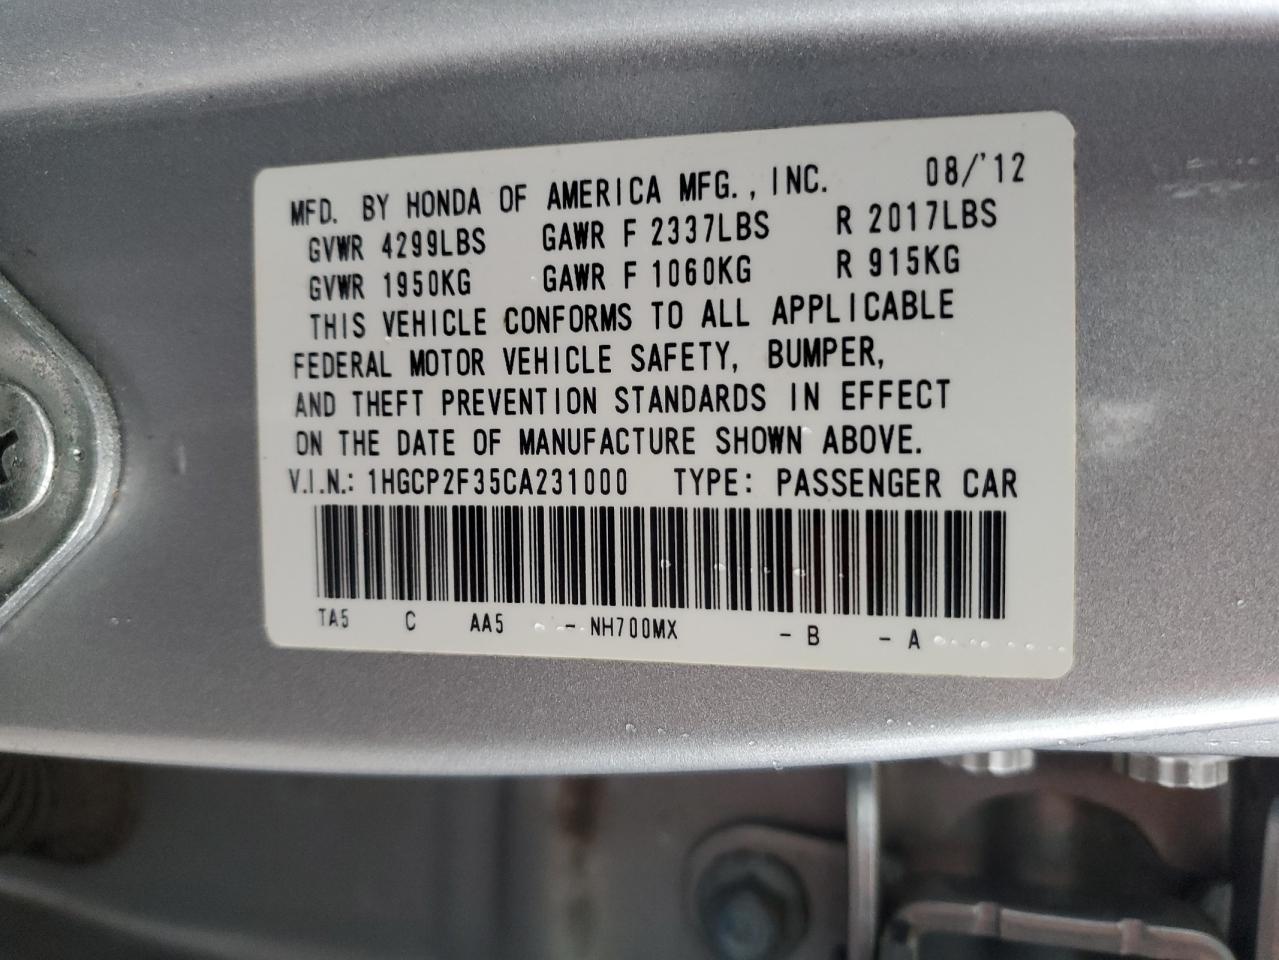 MFD. BY HONDA OF AMERICA MFG., INC. 08/'12
GVWR 4299LBS GAWR F 2337LBS R 2017LBS
GVWR 1950KG GAWR F 1060KG R 915KG
THIS VEHICLE CONFORMS TO ALL APPLICABLE
FEDERAL MOTOR VEHICLE SAFETY, BUMPER,
AND THEFT PREVENTION STANDARDS IN EFFECT
ON THE DATE OF MANUFACTURE SHOWN ABOVE.
V.I.N.: 1HGCP2F35CA231000 TYPE: PASSENGER CAR
TA5 C AA5 - NH700MX - B - A